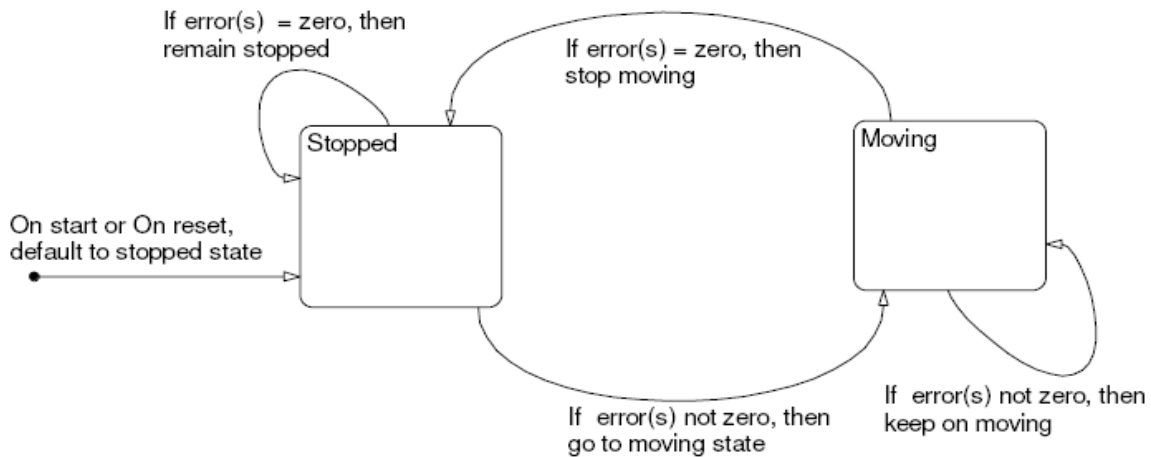 If error(s) = zero, then
remain stopped
If error(s) = zero, then
stop moving
Stopped
Moving
On start or On reset,
default to stopped state
If error(s) not zero, then
go to moving state
If error(s) not zero, then
keep on moving